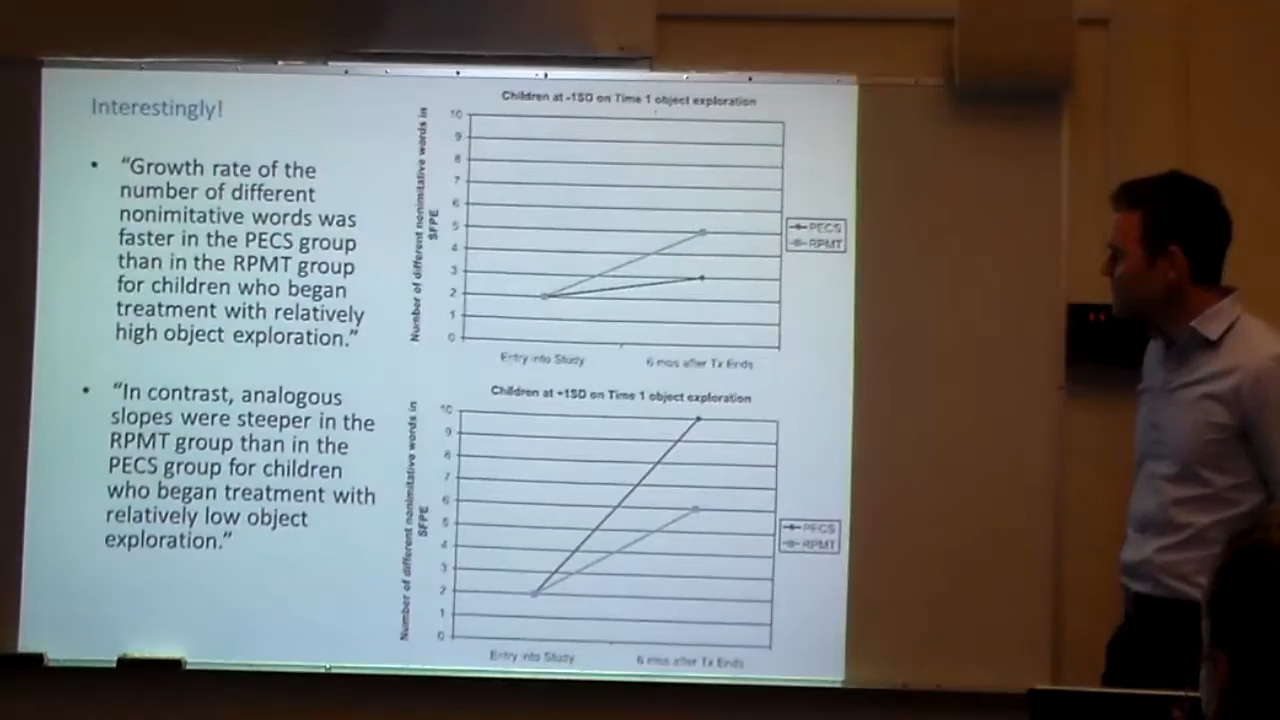 Interestingly!
• “Growth rate of the
number of different
nonimitative words was
faster in the PECS group
than in the RPMT group
for children who began
treatment with relatively
high object exploration.”
• “In contrast, analogous
slopes were steeper in the
RPMT group than in the
PECS group for children
who began treatment with
relatively low object
exploration.”
Children at -1SD on Time 1 object exploration
Number of different nonimitative words in
SFPE
10
9
8
7
6
5
4
3
2
1
0
Entry into Study
6 mos after Tx Ends
PECS
RPMT
Children at +1SD on Time 1 object exploration
Number of different nonimitative words in
SFPE
10
9
8
7
6
5
4
3
2
1
0
Entry into Study
6 mos after Tx Ends
PECS
RPMT